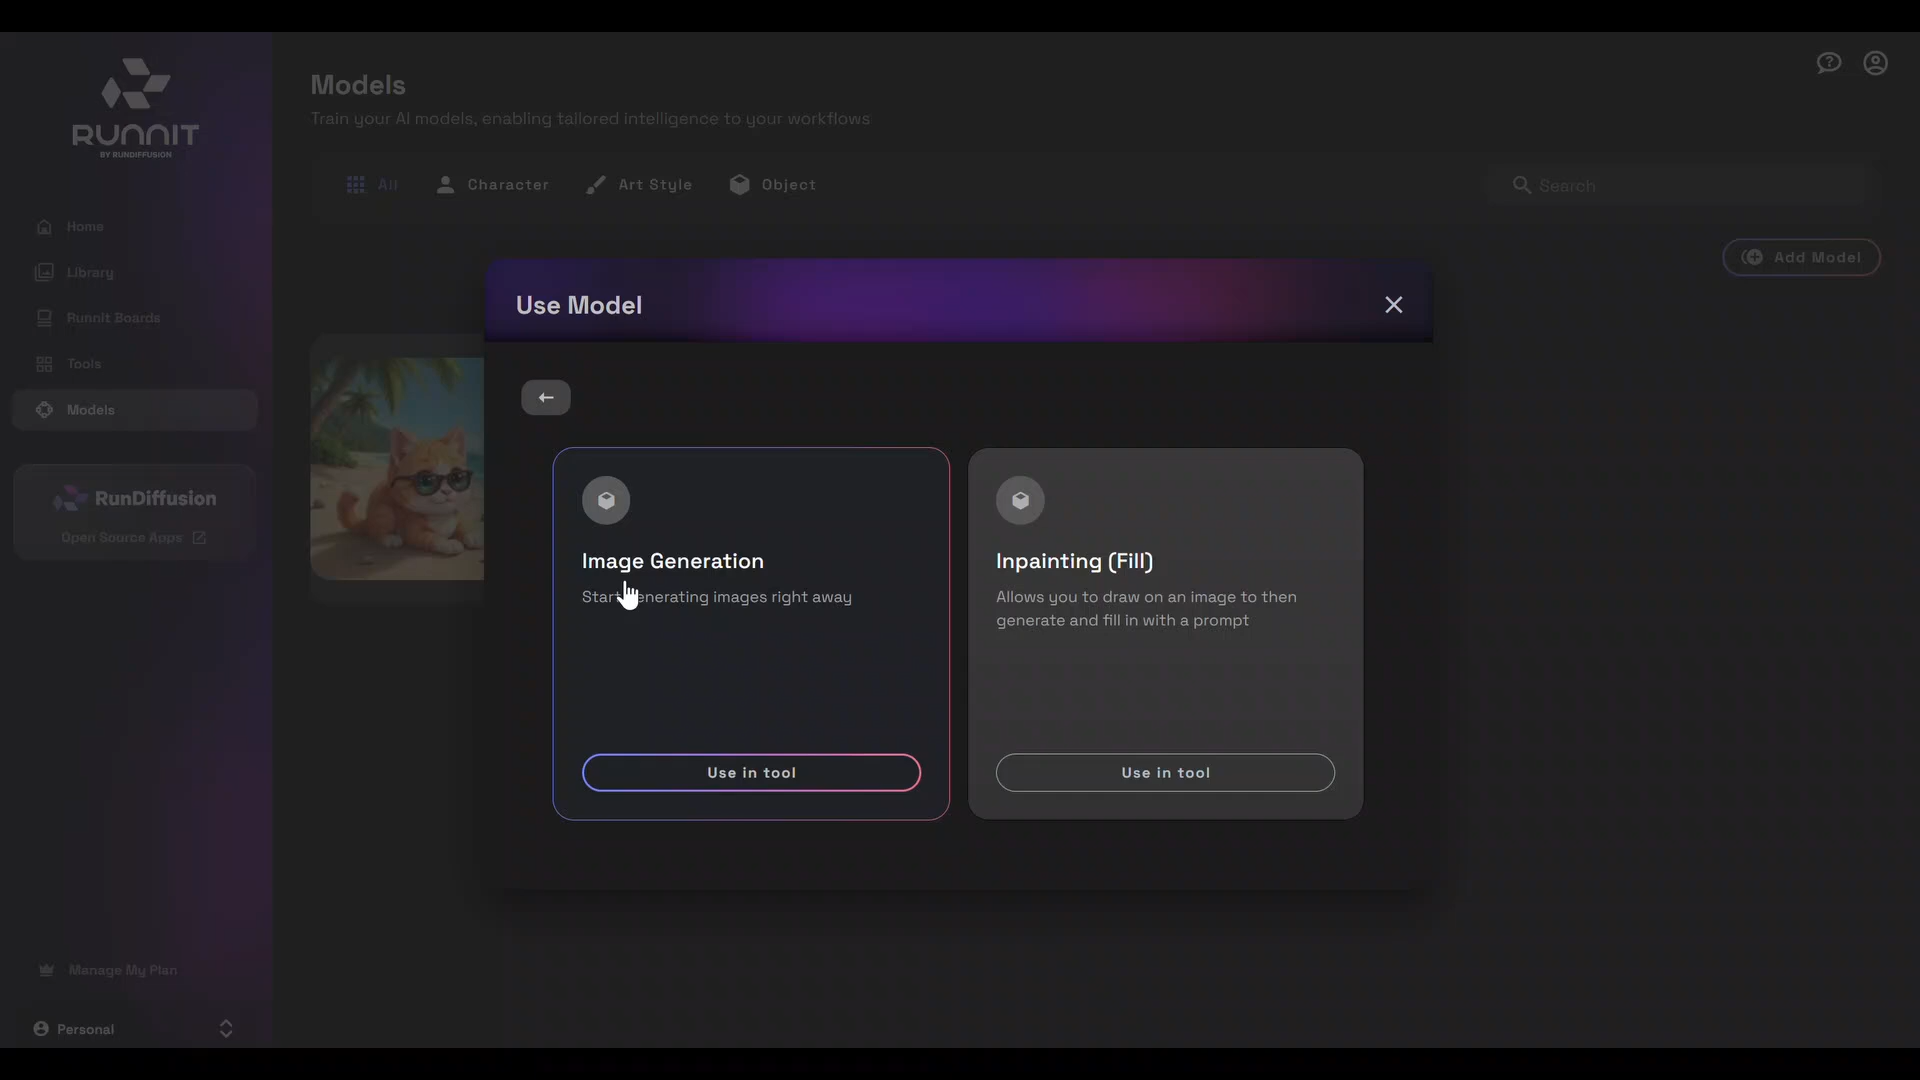 RUNNIT
BY RUNDIFFUSION
Home
Library
Runnit Boards
Tools
Models
RunDiffusion
Open Source Apps
Manage My Plan
Personal
Models
Train your AI models, enabling tailored intelligence to your workflows
All
Character
Art Style
Object
Search
Add Model
Use Model
Image Generation
Start generating images right away
Use in tool
Inpainting (Fill)
Allows you to draw on an image to then
generate and fill in with a prompt
Use in tool